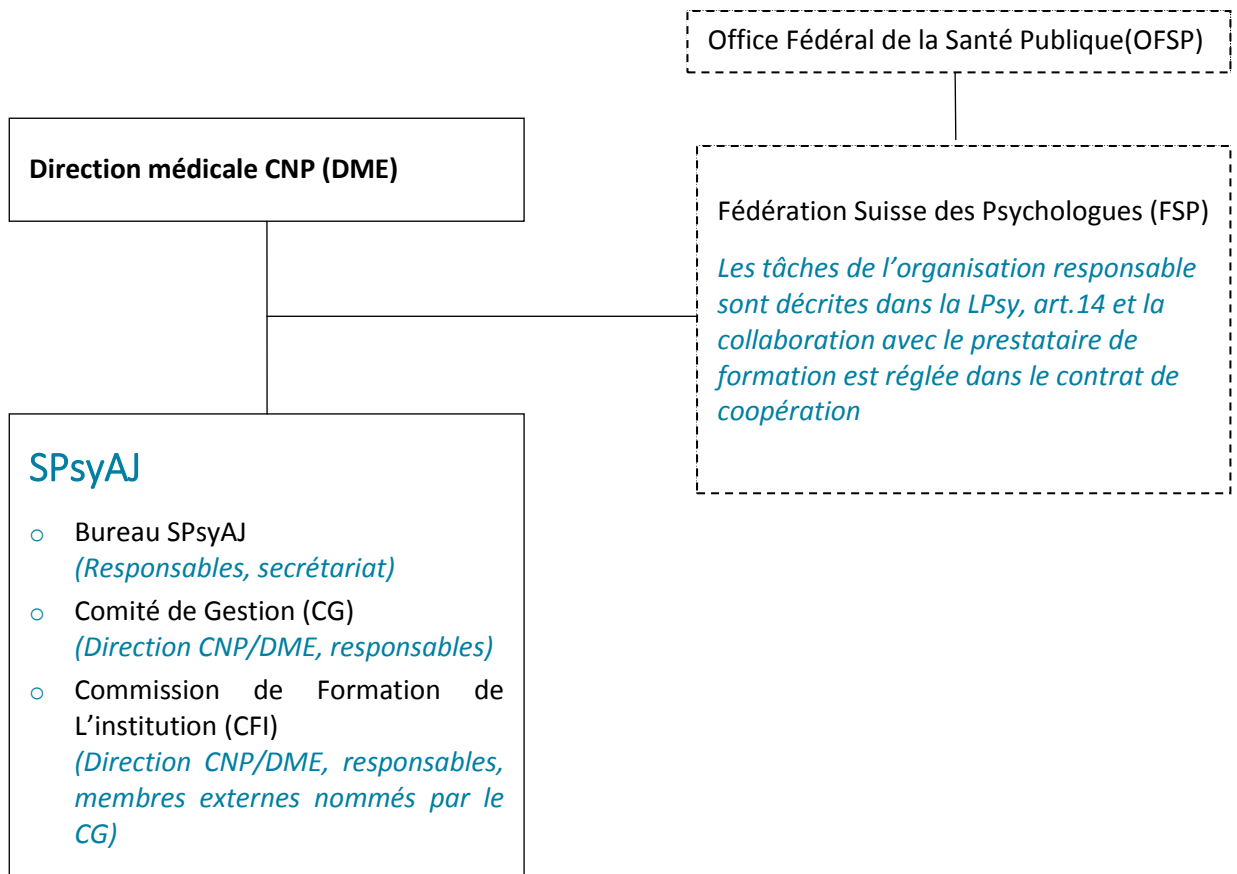 Office Fédéral de la Santé Publique(OFSP)
Direction médicale CNP (DME)
Fédération Suisse des Psychologues (FSP)
Les tâches de l’organisation responsable
sont décrites dans la LPsy, art.14 et la
collaboration avec le prestataire de
formation est réglée dans le contrat de
coopération
SPsyAJ
o Bureau SPsyAJ
(Responsables, secrétariat)
o Comité de Gestion (CG)
(Direction CNP/DME, responsables)
o Commission de Formation de
L’institution (CFI)
(Direction CNP/DME, responsables,
membres externes nommés par le
CG)